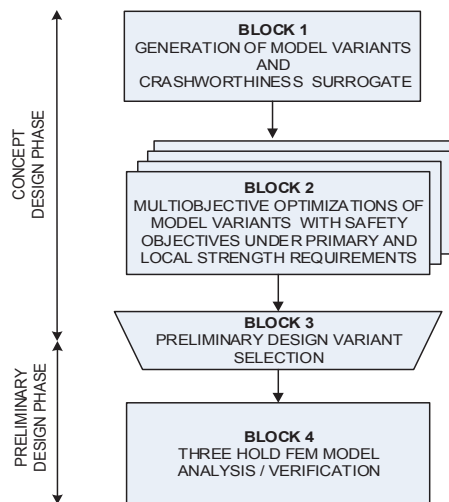 BLOCK 1
GENERATION OF MODEL VARIANTS
AND
CRASHWORTHINESS SURROGATE
CONCEPT
DESIGN PHASE
BLOCK 2
MULTIOBJECTIVE OPTIMIZATIONS OF
MODEL VARIANTS WITH SAFETY
OBJECTIVES UNDER PRIMARY AND
LOCAL STRENGTH REQUIREMENTS
BLOCK 3
PRELIMINARY DESIGN VARIANT
SELECTION
PRELIMINARY
DESIGN PHASE
BLOCK 4
THREE HOLD FEM MODEL
ANALYSIS / VERIFICATION